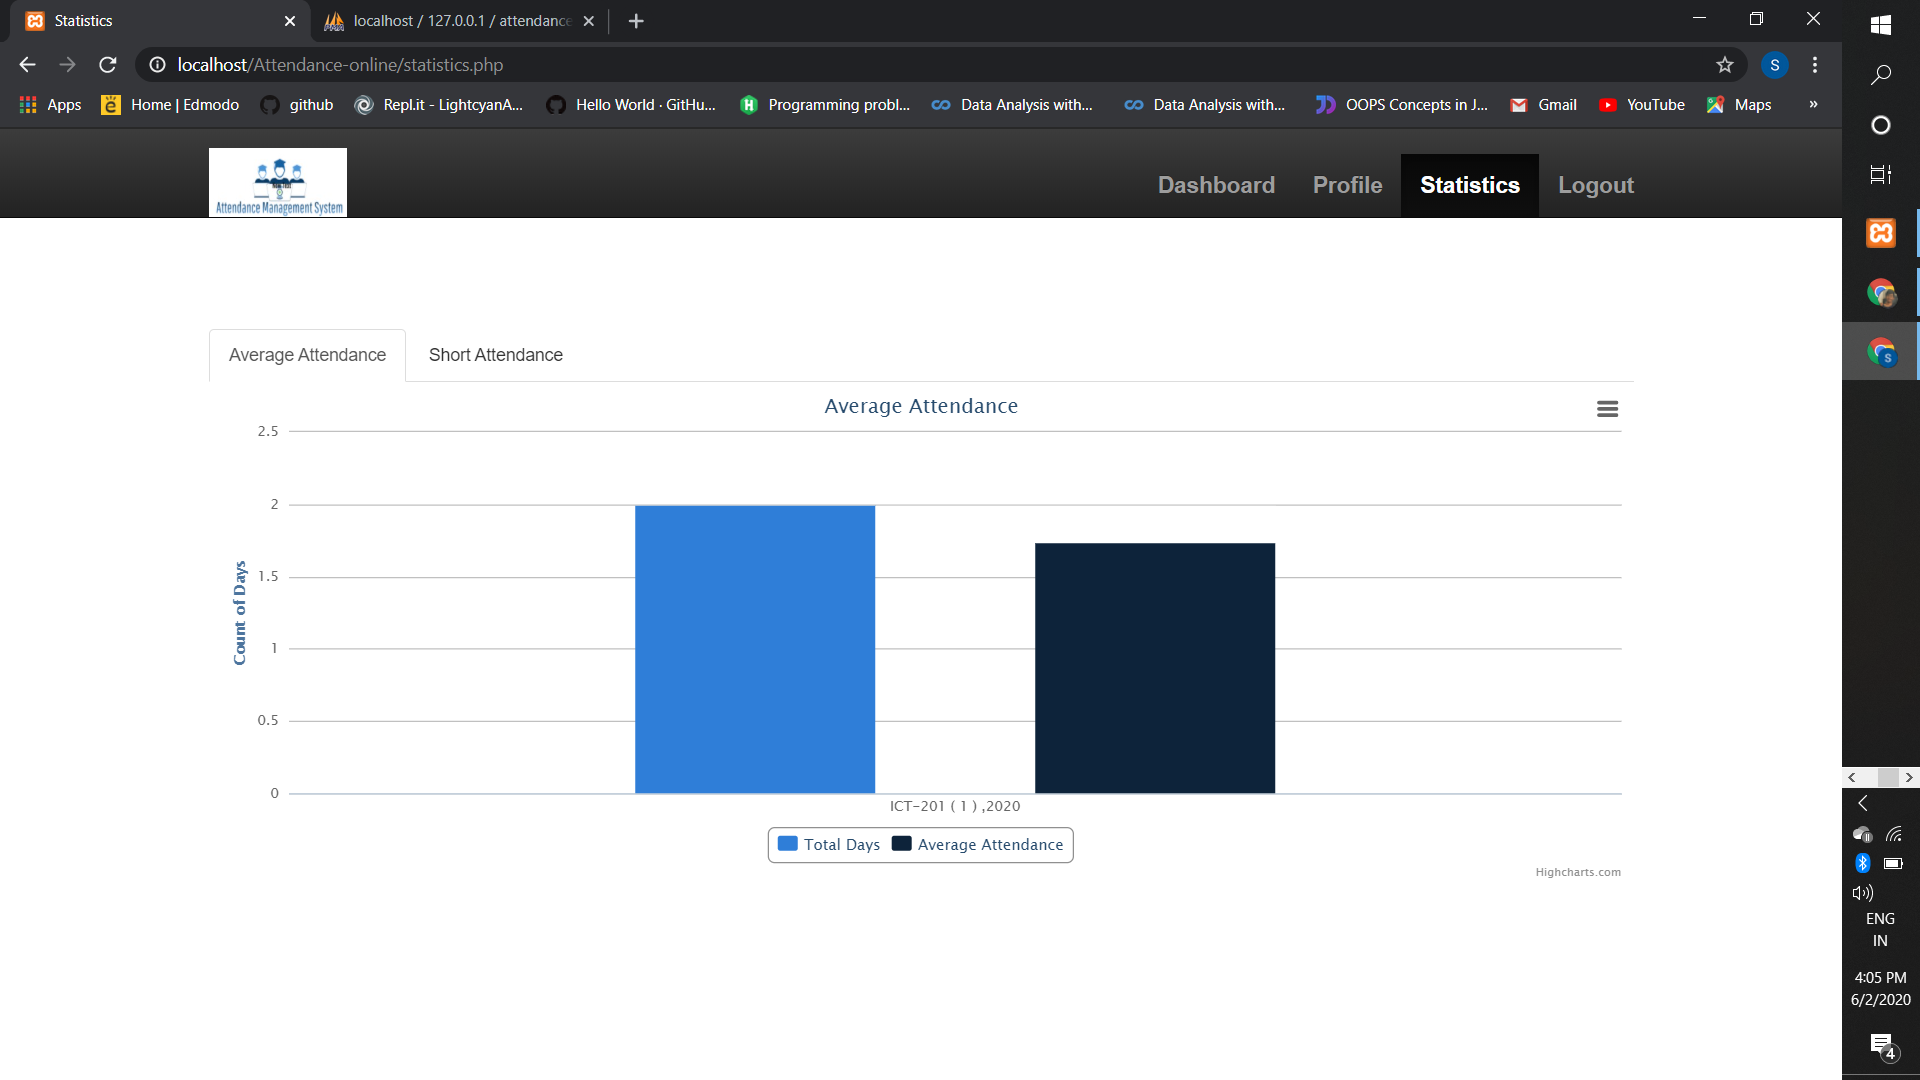 Statistics
localhost / 127.0.0.1 / attendance
localhost/Attendance-online/statistics.php
S
Apps
Home | Edmodo
github
Repl.it - LightcyanA...
Hello World · GitHu...
Programming probl...
Data Analysis with...
Data Analysis with...
OOPS Concepts in J...
Gmail
YouTube
Maps
»
Attendance Management System
Dashboard
Profile
Statistics
Logout
Average Attendance
Short Attendance
Average Attendance
2.5
2
1.5
1
0.5
0
Count of Days
ICT-201 ( 1 ) ,2020
Total Days
Average Attendance
Highcharts.com
S
ENG
IN
4:05 PM
6/2/2020
4